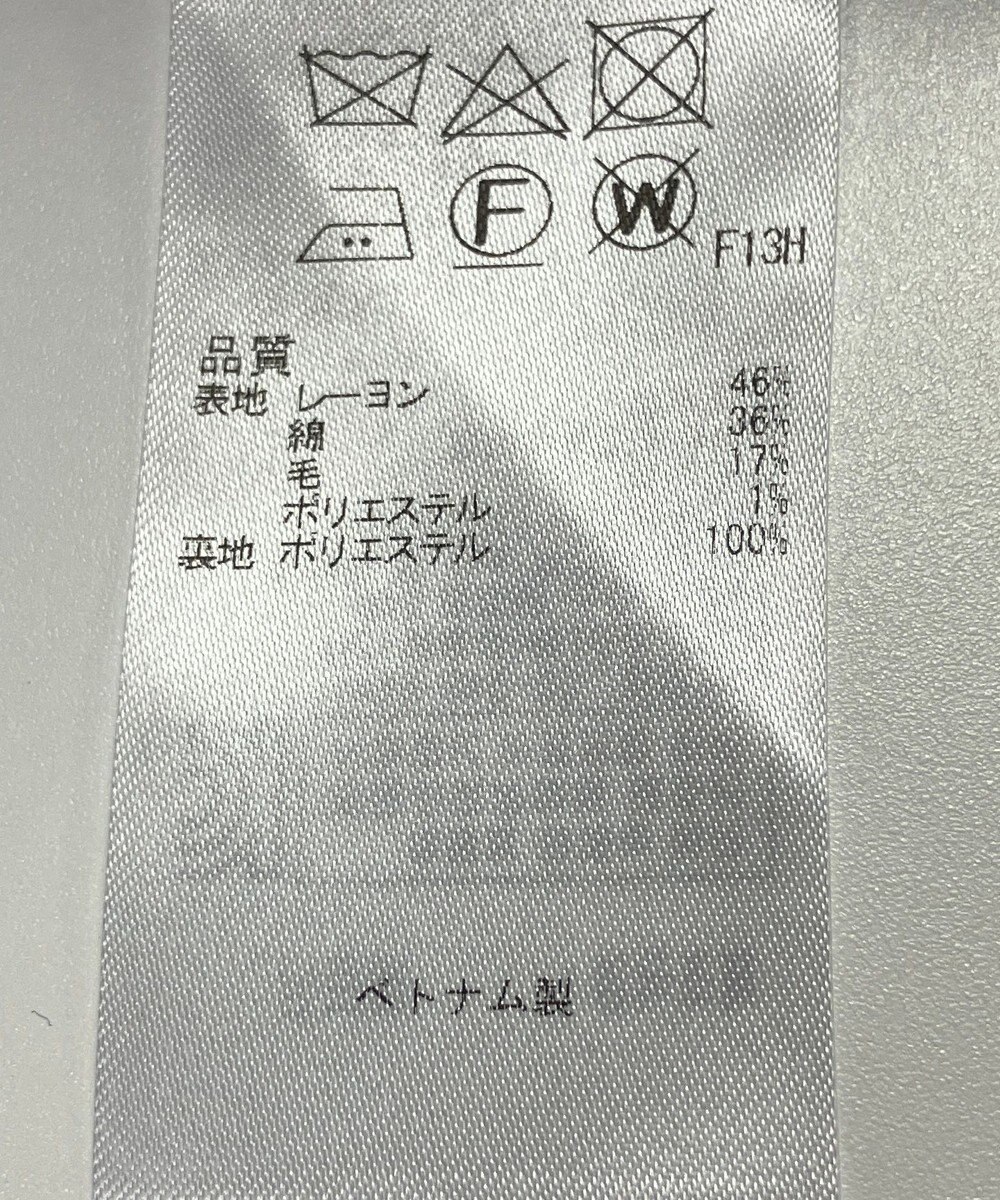 F W F13H
品質
表地 レーヨン 46%
綿 36%
毛 17%
ポリエステル 1%
裏地 ポリエステル 100%
ベトナム製